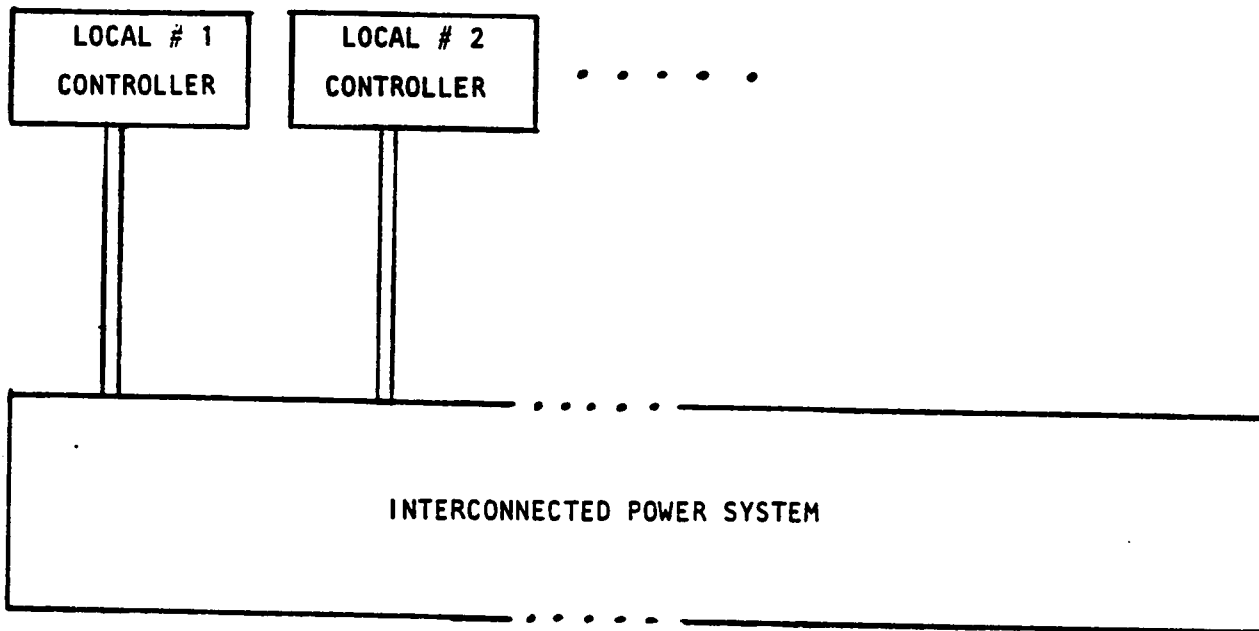 LOCAL # 1
CONTROLLER
LOCAL # 2
CONTROLLER
INTERCONNECTED POWER SYSTEM